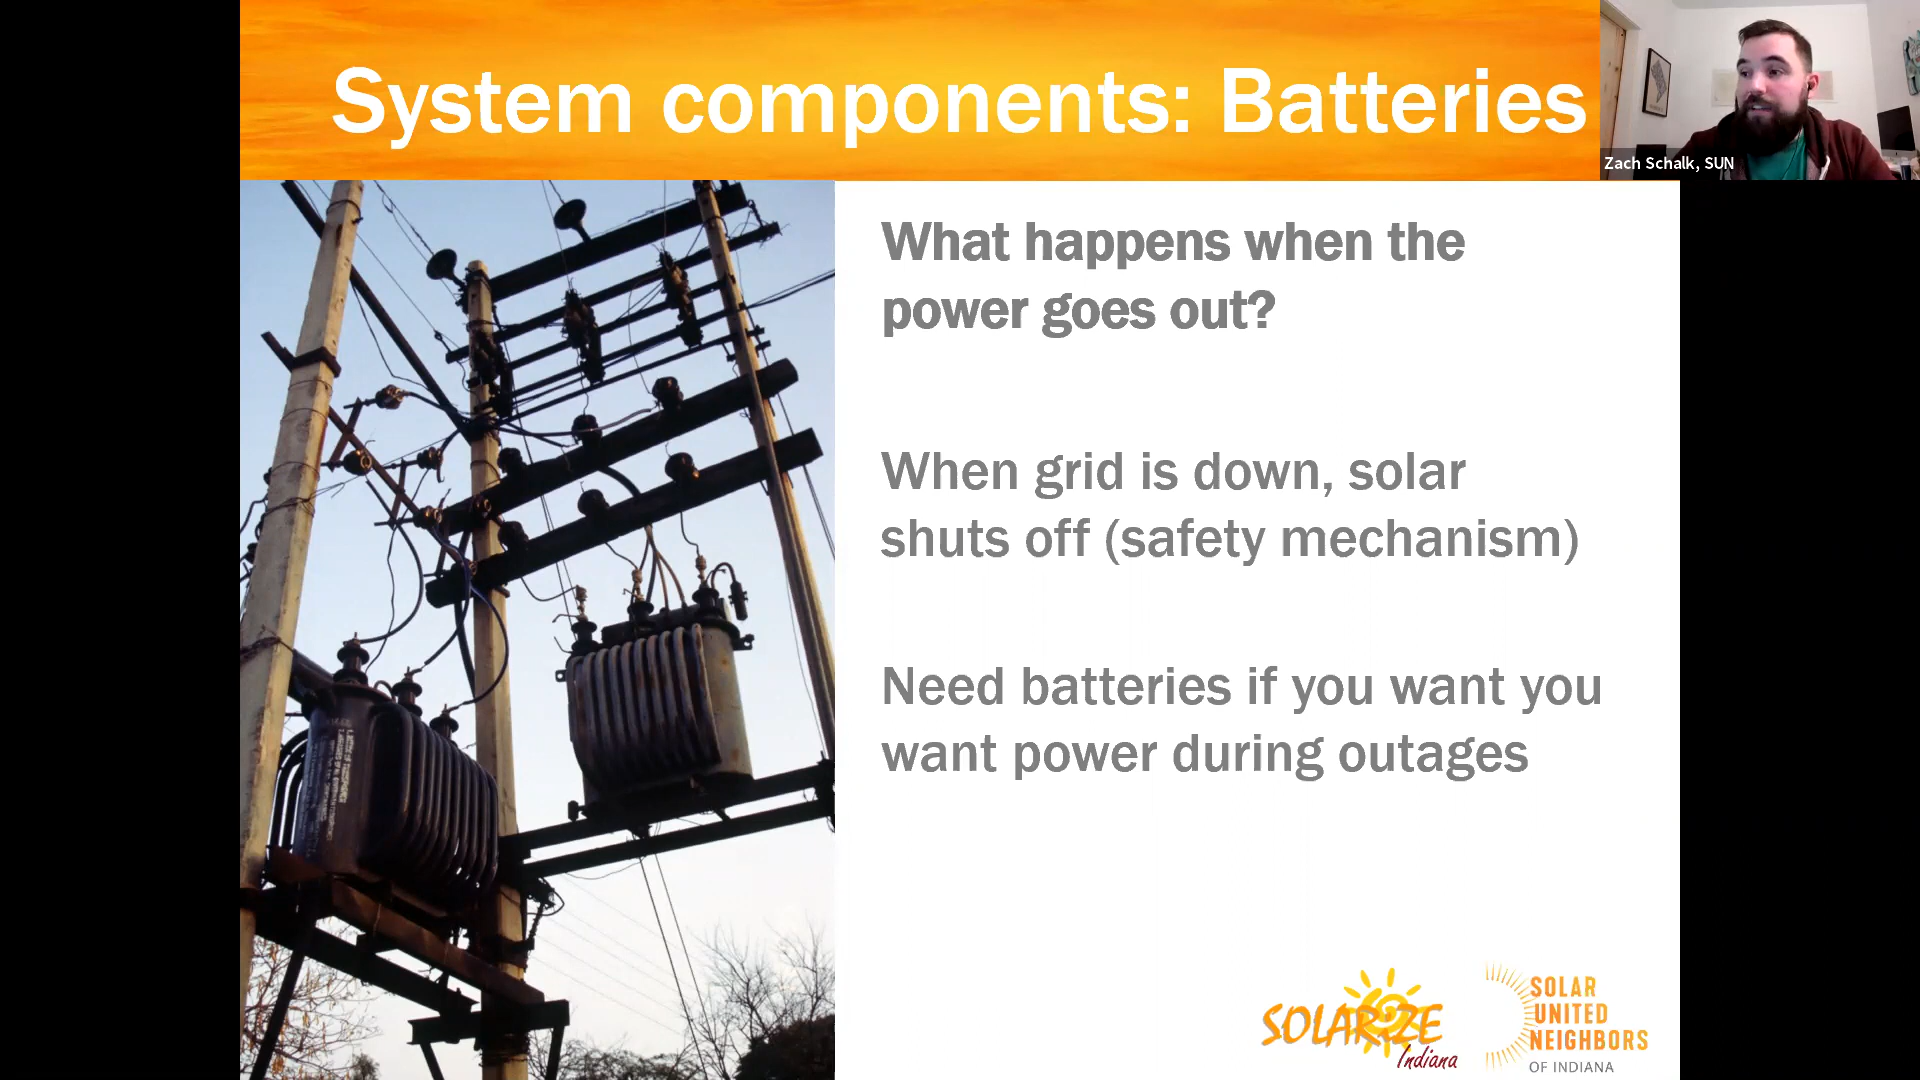 System components: Batteries
Zach Schalk, SUN
What happens when the
power goes out?
When grid is down, solar
shuts off (safety mechanism)
Need batteries if you want you
want power during outages
SOLARIZE
Indiana
SOLAR
UNITED
NEIGHBORS
OF INDIANA